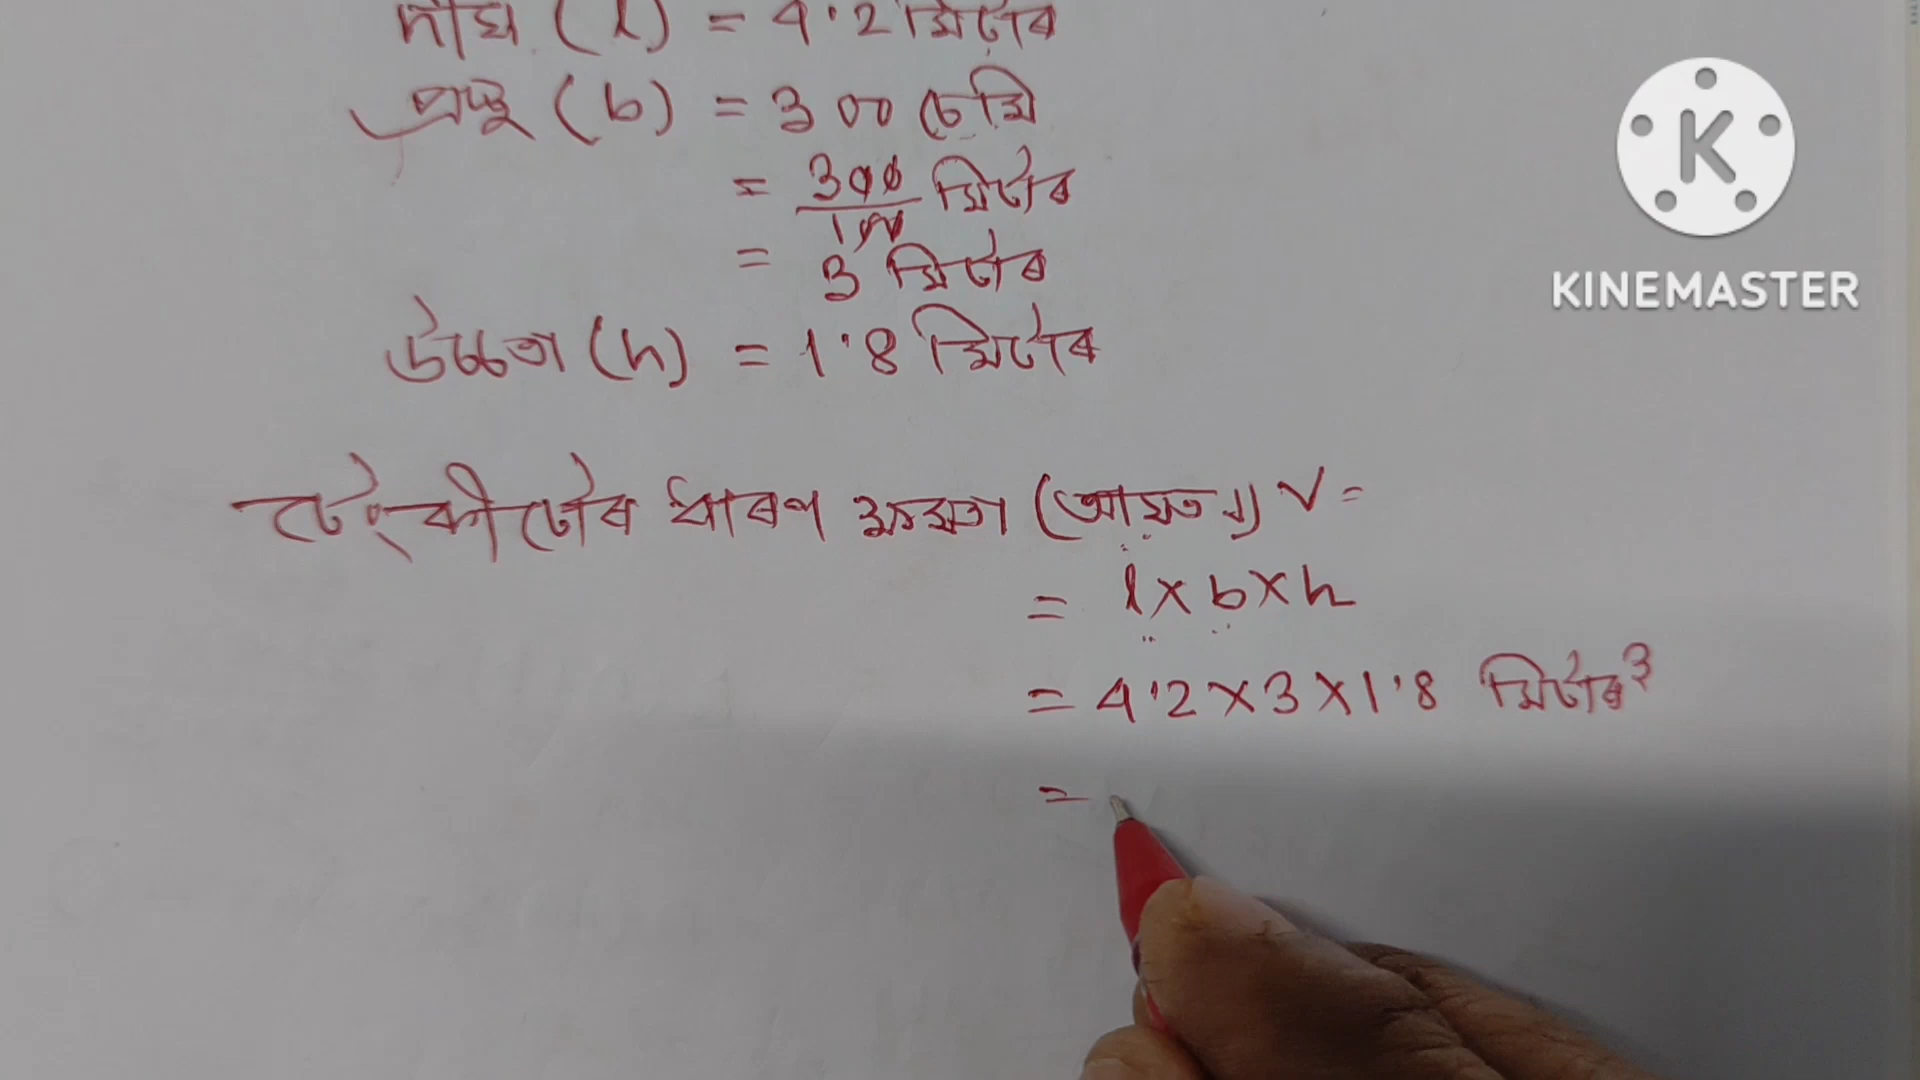 দীঘ (l) = 4.2 মিটাৰ
প্ৰস্থ (b) = 300 চেমি
= 300/100 মিটাৰ
= 3 মিটাৰ
উচ্চতা (h) = 1.8 মিটাৰ
টেংকীটোৰ ধাৰণ ক্ষমতা (আয়তন) V =
= l x b x h
= 4.2 x 3 x 1.8 মিটাৰ³
=
K
KINEMASTER